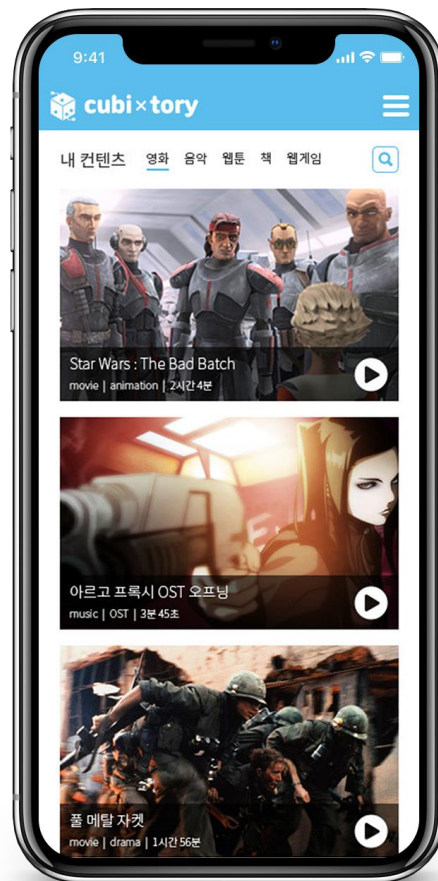 9:41
cubi×tory
내 컨텐츠 영화 음악 웹툰 책 웹게임
Star Wars : The Bad Batch
movie | animation | 2시간 4분
아르고 프록시 OST 오프닝
music | OST | 3분 45초
풀 메탈 자켓
movie | drama | 1시간 56분